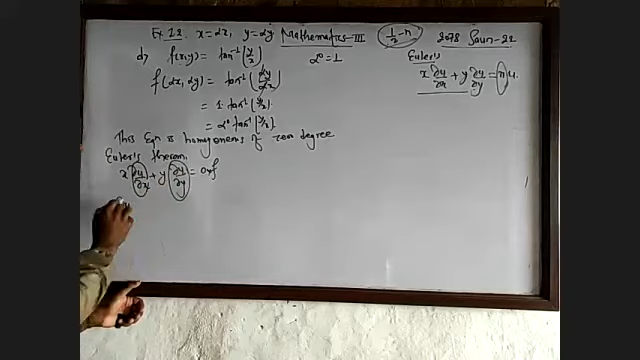 Ex. 12. x = αx, y = αy Mathematics-III 1/2 - n 2078 Saun-22
d) f(x,y) = tan⁻¹(y/x) α⁰ = 1
f(αx, αy) = tan⁻¹(αy/αx)
= 1. tan⁻¹(y/x).
= α⁰ tan⁻¹(y/x).
This Eqn is homogeneous of zero degree
Euler's theorem.
x ∂u/∂x + y ∂u/∂y = 0×f
Euler's
x ∂u/∂x + y ∂u/∂y = n u.